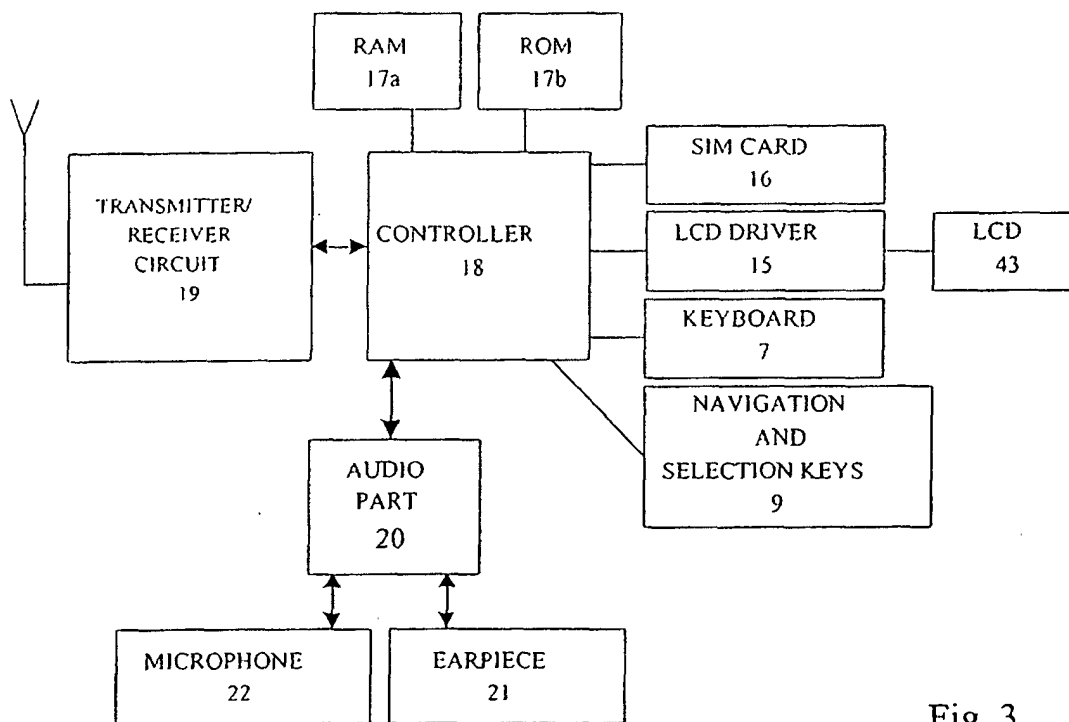 RAM
17a
ROM
17b
TRANSMITTER/
RECEIVER
CIRCUIT
19
CONTROLLER
18
SIM CARD
16
LCD DRIVER
15
LCD
43
KEYBOARD
7
NAVIGATION
AND
SELECTION KEYS
9
AUDIO
PART
20
MICROPHONE
22
EARPIECE
21
Fig. 3